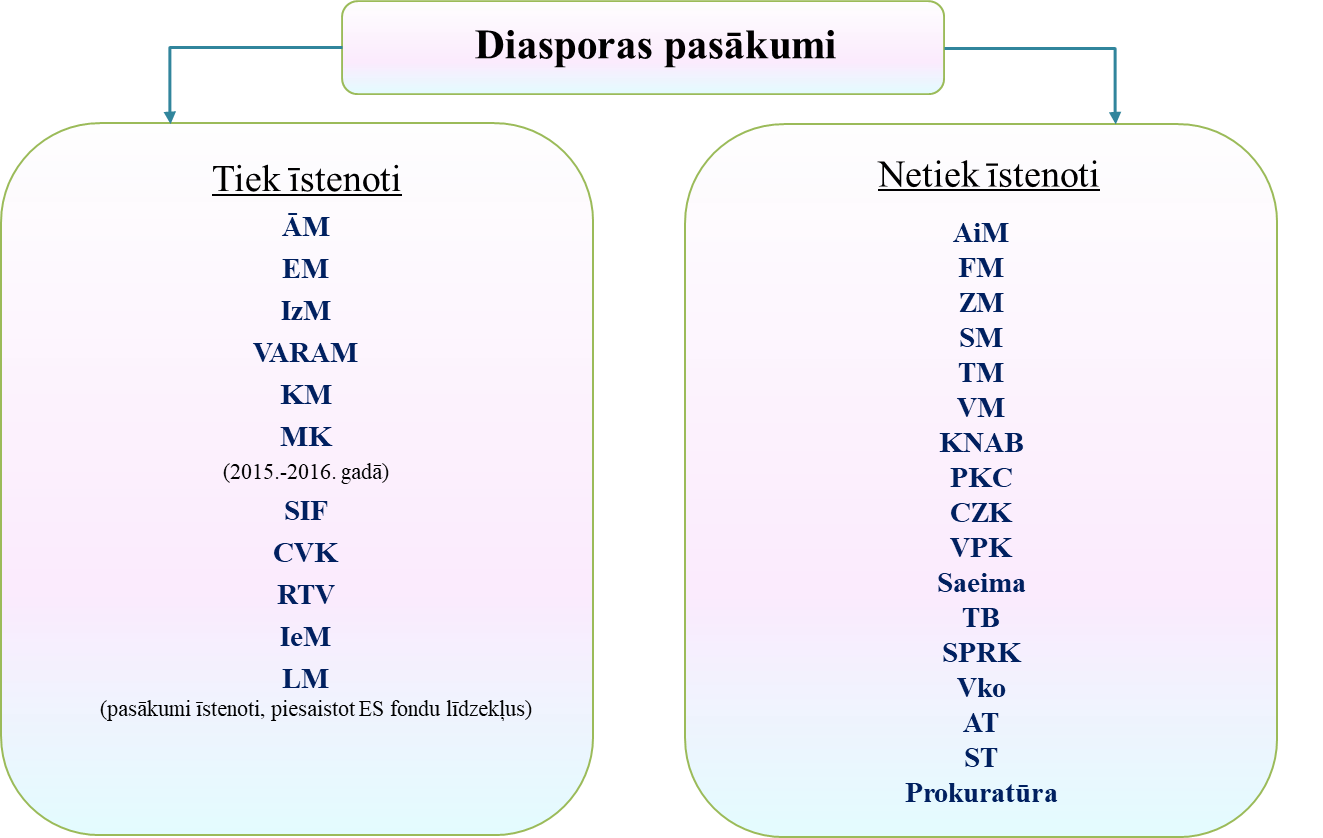 Diasporas pasākumi
Tiek īstenoti
ĀM
EM
IzM
VARAM
KM
MK
(2015.-2016. gadā)
SIF
CVK
RTV
IeM
LM
(pasākumi īstenoti, piesaistot ES fondu līdzekļus)
Netiek īstenoti
AiM
FM
ZM
SM
TM
VM
KNAB
PKC
CZK
VPK
Saeima
TB
SPRK
Vko
AT
ST
Prokuratūra